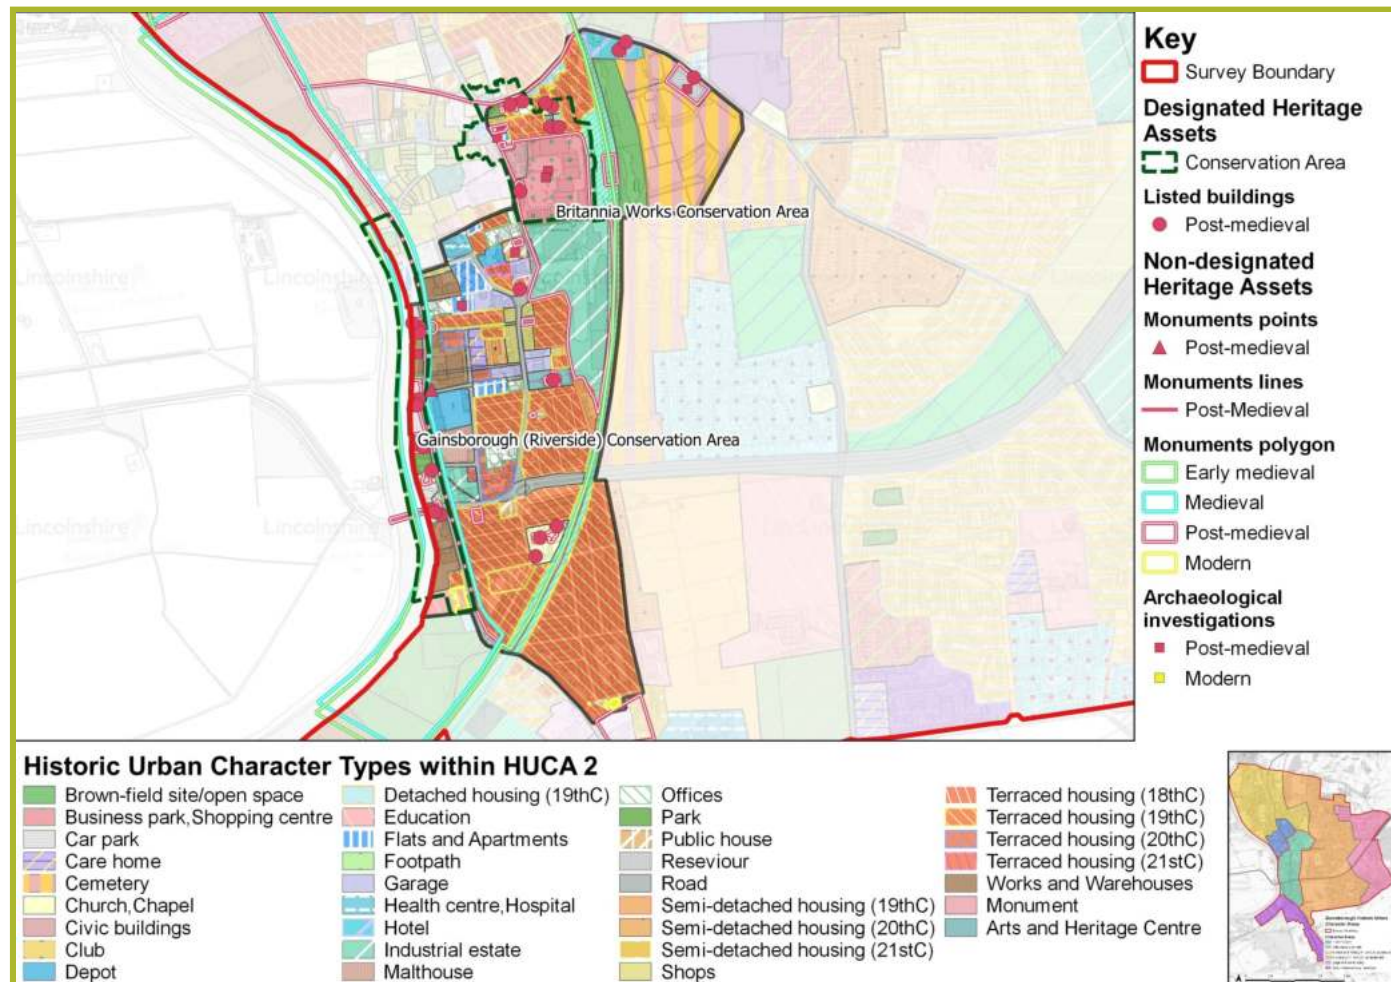 Britannia Works Conservation Area
Gainsborough (Riverside) Conservation Area
Lincolnshire
Lincolnshire
Lincolnshire
Lincolnshire
Key
Survey Boundary
Designated Heritage
Assets
Conservation Area
Listed buildings
Post-medieval
Non-designated
Heritage Assets
Monuments points
Post-medieval
Monuments lines
Post-Medieval
Monuments polygon
Early medieval
Medieval
Post-medieval
Modern
Archaeological
investigations
Post-medieval
Modern
Historic Urban Character Types within HUCA 2
Brown-field site/open space
Business park,Shopping centre
Car park
Care home
Cemetery
Church,Chapel
Civic buildings
Club
Depot
Detached housing (19thC)
Education
Flats and Apartments
Footpath
Garage
Health centre,Hospital
Hotel
Industrial estate
Malthouse
Offices
Park
Public house
Reseviour
Road
Semi-detached housing (19thC)
Semi-detached housing (20thC)
Semi-detached housing (21stC)
Shops
Terraced housing (18thC)
Terraced housing (19thC)
Terraced housing (20thC)
Terraced housing (21stC)
Works and Warehouses
Monument
Arts and Heritage Centre